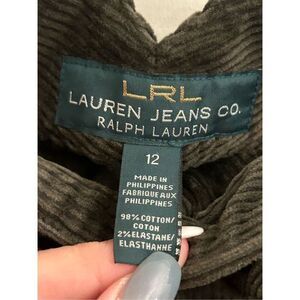 LRL
LAUREN JEANS CO.
RALPH LAUREN
12
MADE IN
PHILIPPINES
FABRIQUE AUX
PHILIPPINES
98% COTTON/
COTON
2% ELASTANE/
ELASTHANNE